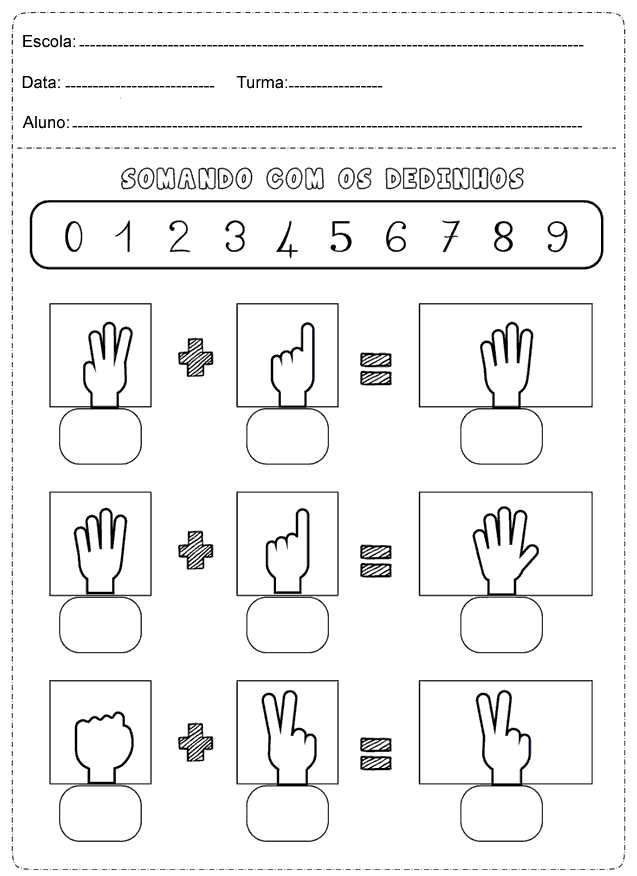 Escola:
Data: Turma:
Aluno:
SOMANDO COM OS DEDINHOS
0 1 2 3 4 5 6 7 8 9
+ =
+ =
+ =